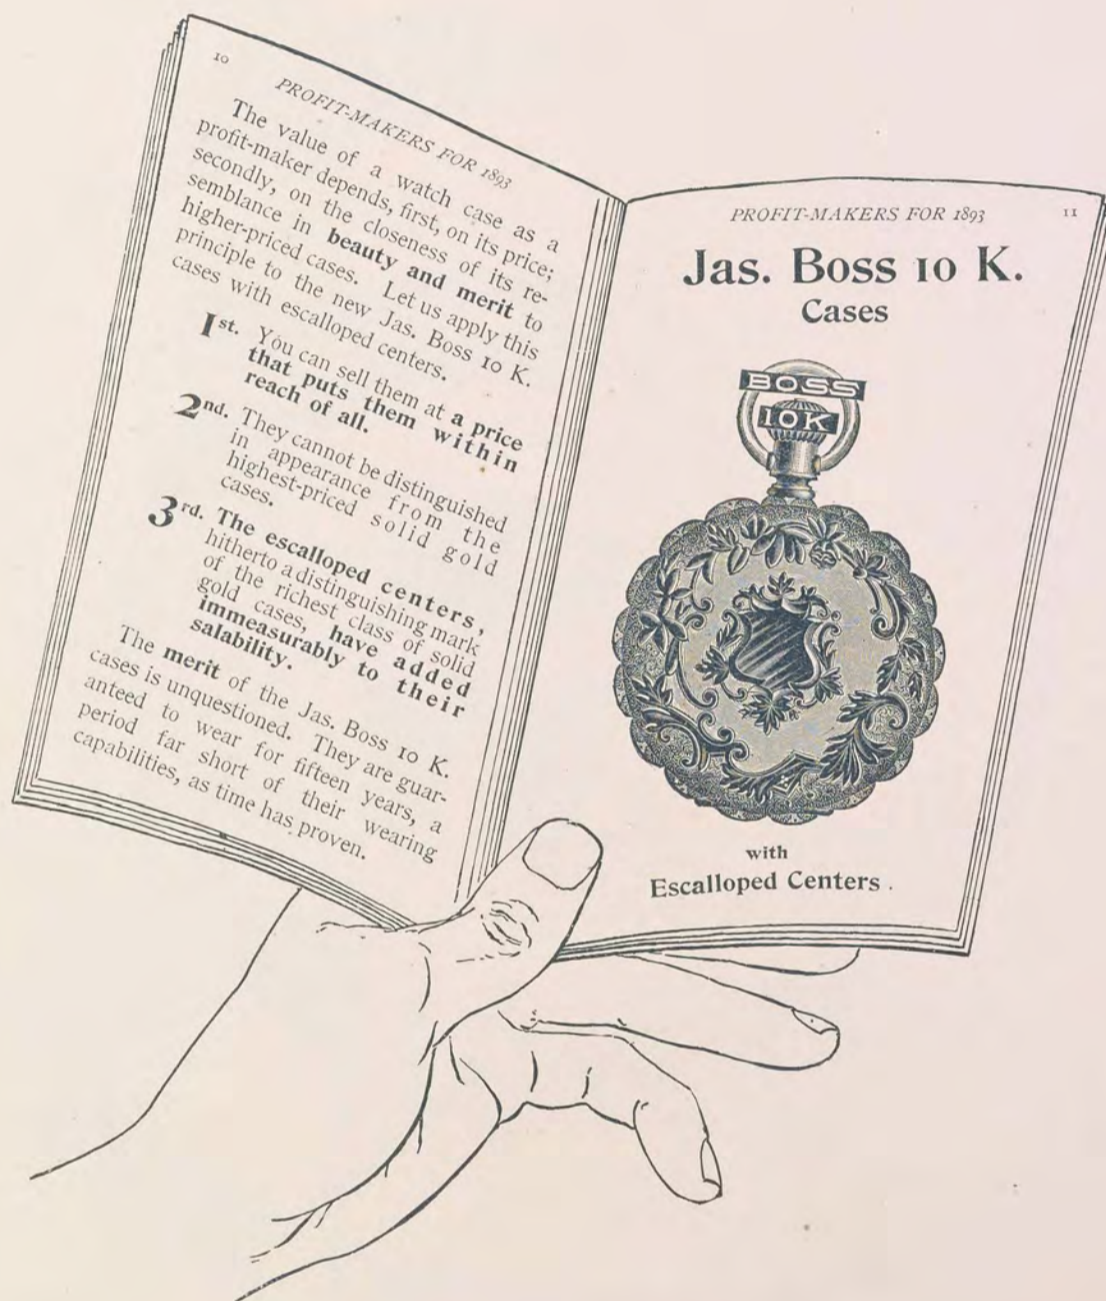 10
PROFIT-MAKERS FOR 1893
The value of a watch case as a
profit-maker depends, first, on its price;
secondly, on the closeness of its re-
semblance in beauty and merit to
higher-priced cases. Let us apply this
principle to the new Jas. Boss 10 K.
cases with escalloped centers.
1st. You can sell them at a price
that puts them within
reach of all.
2nd. They cannot be distinguished
in appearance from the
highest-priced solid gold
cases.
3rd. The escalloped centers,
hitherto a distinguishing mark
of the richest class of solid
gold cases, have added
immeasurably to their
salability.
The merit of the Jas. Boss 10 K.
cases is unquestioned. They are guar-
anteed to wear for fifteen years, a
period far short of their wearing
capabilities, as time has proven.
PROFIT-MAKERS FOR 1893
11
Jas. Boss 10 K.
Cases
BOSS
10K
with
Escalloped Centers.